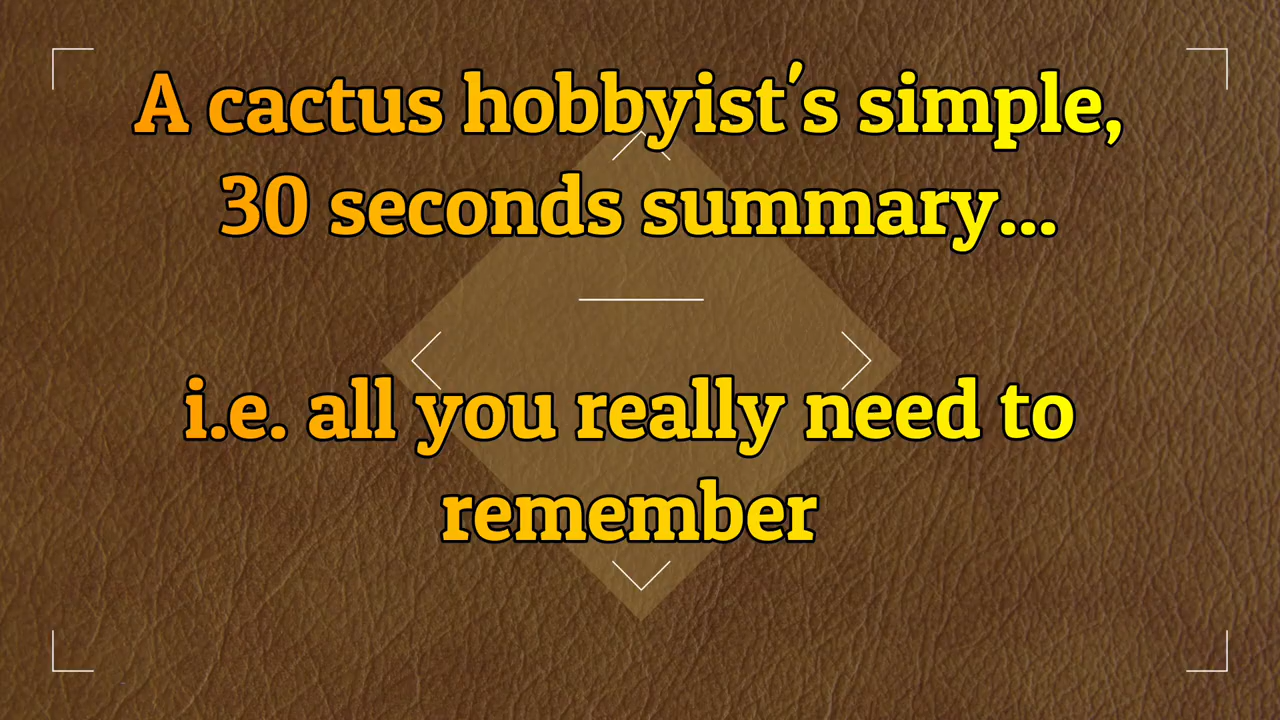 A cactus hobbyist's simple,
30 seconds summary...
i.e. all you really need to
remember